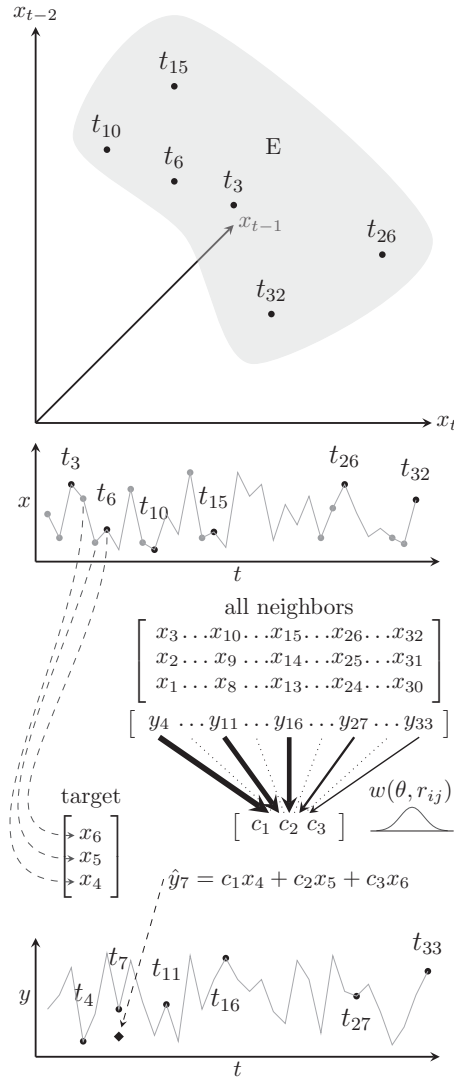 x_{t−2}
t_{15}
t_{10}
E
t_6
t_3
x_{t−1}
t_{26}
t_{32}
x_t
t_3
t_{26}
t_{32}
x
t_6
t_{10}
t_{15}
t
all neighbors
x_3 …x_{10}…x_{15}…x_{26}…x_{32}
x_2 …x_9 …x_{14}…x_{25}…x_{31}
x_1 …x_8 …x_{13}…x_{24}…x_{30}
[ y_4 …y_{11} …y_{16} …y_{27} … y_{33} ]
w(θ, r_{ij})
target
[ c_1 c_2 c_3 ]
x_6
x_5
x_4
ŷ_7 = c_1x_4 + c_2x_5 + c_3x_6
t_7
t_{11}
t_{33}
y
t_4
t_{16}
t_{27}
t